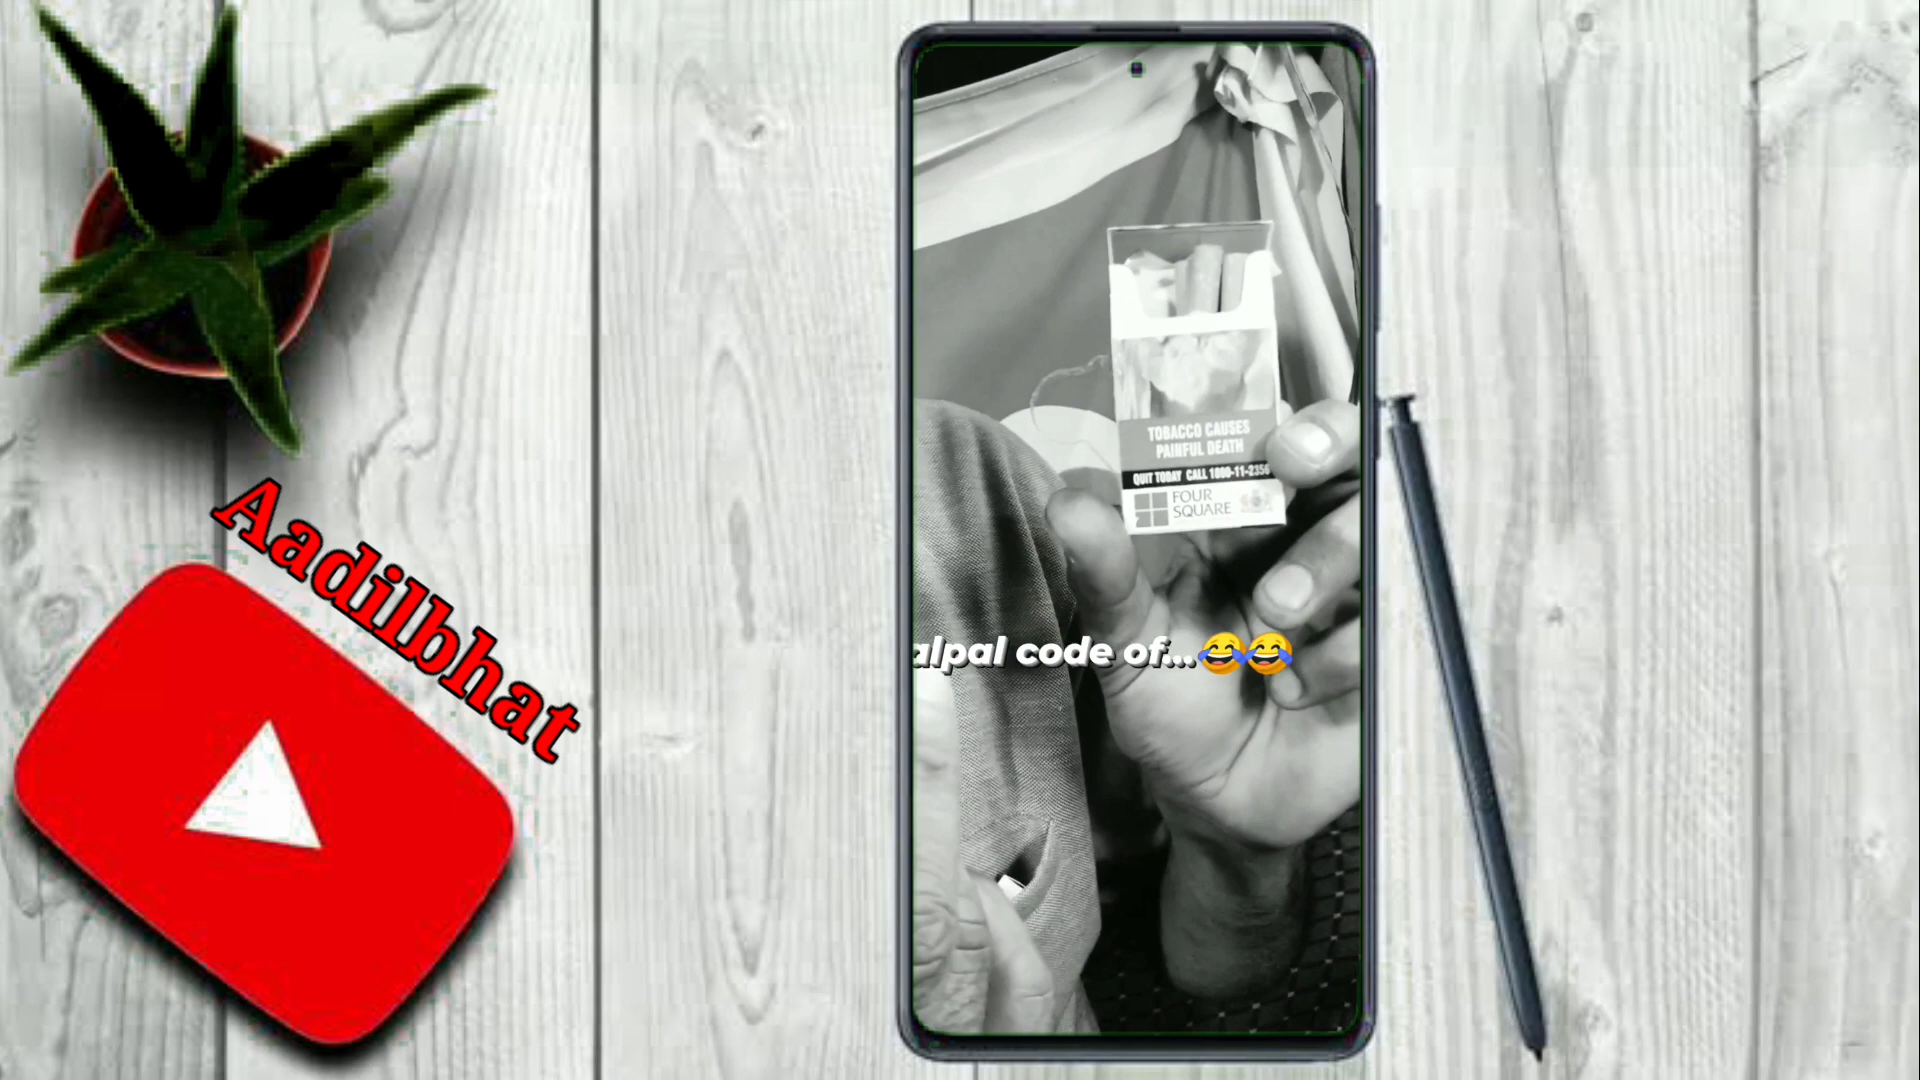 Aadilbhat
TOBACCO CAUSES
PAINFUL DEATH
QUIT TODAY CALL 1800-11-2356
FOUR
SQUARE
alpal code of...😂😂